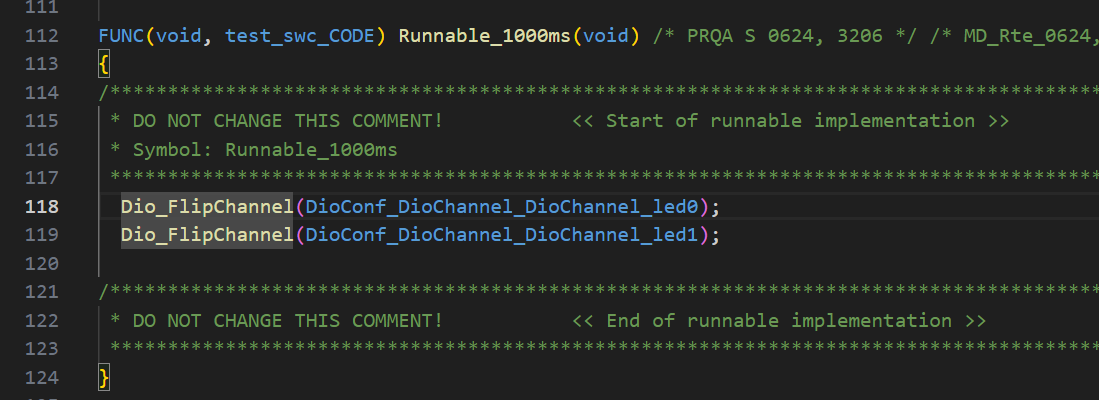 111
112 FUNC(void, test_swc_CODE) Runnable_1000ms(void) /* PRQA S 0624, 3206 */ /* MD_Rte_0624,
113 {
114 /**************************************************************************************
115  * DO NOT CHANGE THIS COMMENT!           << Start of runnable implementation >>
116  * Symbol: Runnable_1000ms
117  **************************************************************************************
118   Dio_FlipChannel(DioConf_DioChannel_DioChannel_led0);
119   Dio_FlipChannel(DioConf_DioChannel_DioChannel_led1);
120
121 /**************************************************************************************
122  * DO NOT CHANGE THIS COMMENT!           << End of runnable implementation >>
123  **************************************************************************************
124 }